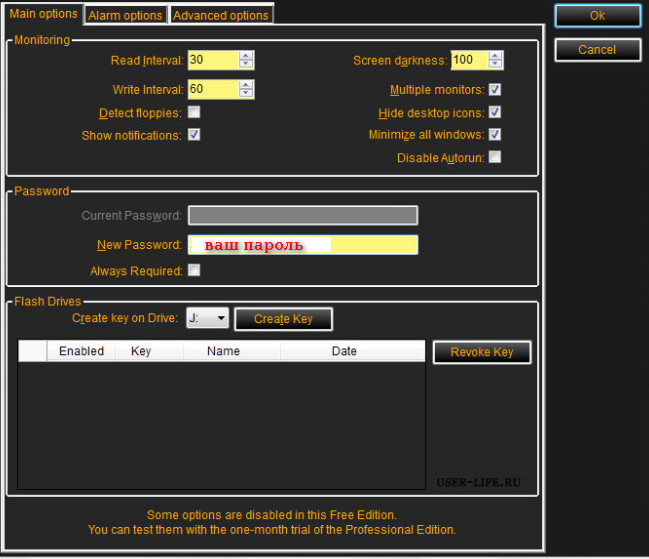 Main options Alarm options Advanced options
Ok
Cancel
Monitoring
Read Interval: 30 Screen darkness: 100
Write Interval: 60 Multiple monitors:
Detect floppies: Hide desktop icons:
Show notifications: Minimize all windows:
Disable Autorun:
Password
Current Password:
New Password: ваш пароль
Always Required:
Flash Drives
Create key on Drive: J: Create Key
Enabled Key Name Date
Revoke Key
USER-LIFE.RU
Some options are disabled in this Free Edition.
You can test them with the one-month trial of the Professional Edition.